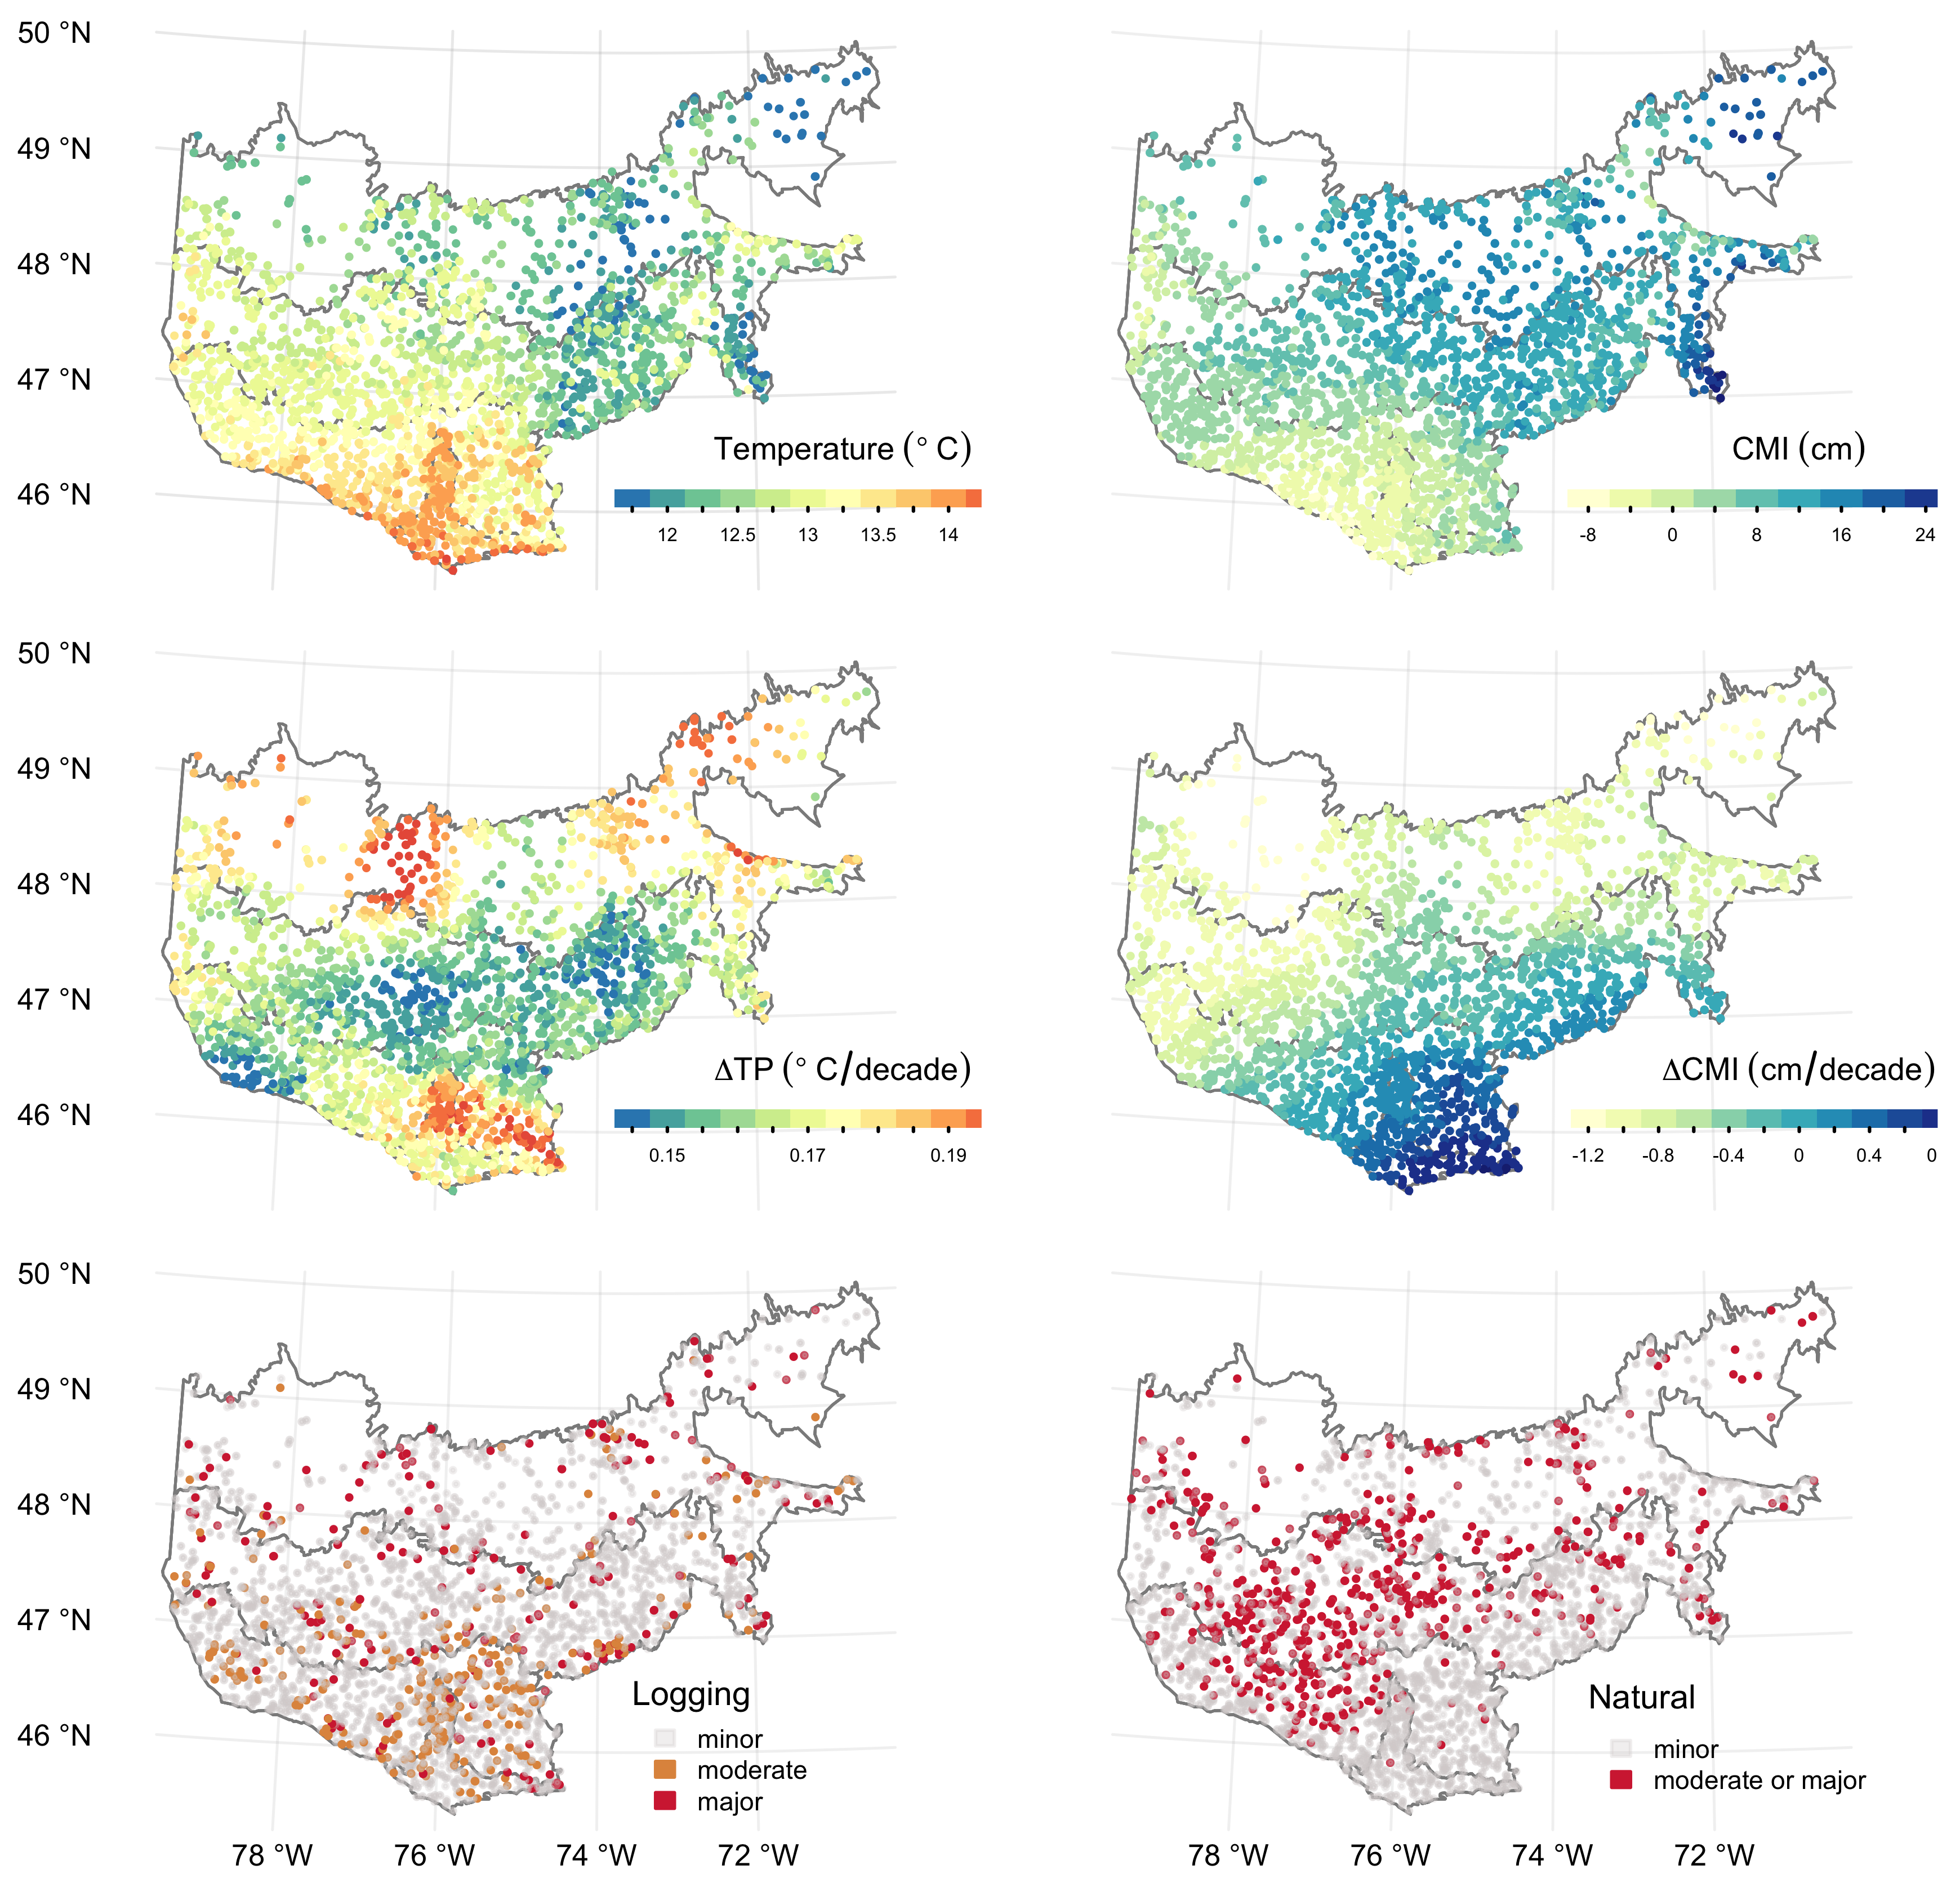 50 °N
49 °N
48 °N
47 °N
46 °N
Temperature (° C)
12 12.5 13 13.5 14
CMI (cm)
-8 0 8 16 24
50 °N
49 °N
48 °N
47 °N
46 °N
ΔTP (° C/decade)
0.15 0.17 0.19
ΔCMI (cm/decade)
-1.2 -0.8 -0.4 0 0.4 0
50 °N
49 °N
48 °N
47 °N
46 °N
Logging
minor
moderate
major
Natural
minor
moderate or major
78 °W 76 °W 74 °W 72 °W
78 °W 76 °W 74 °W 72 °W